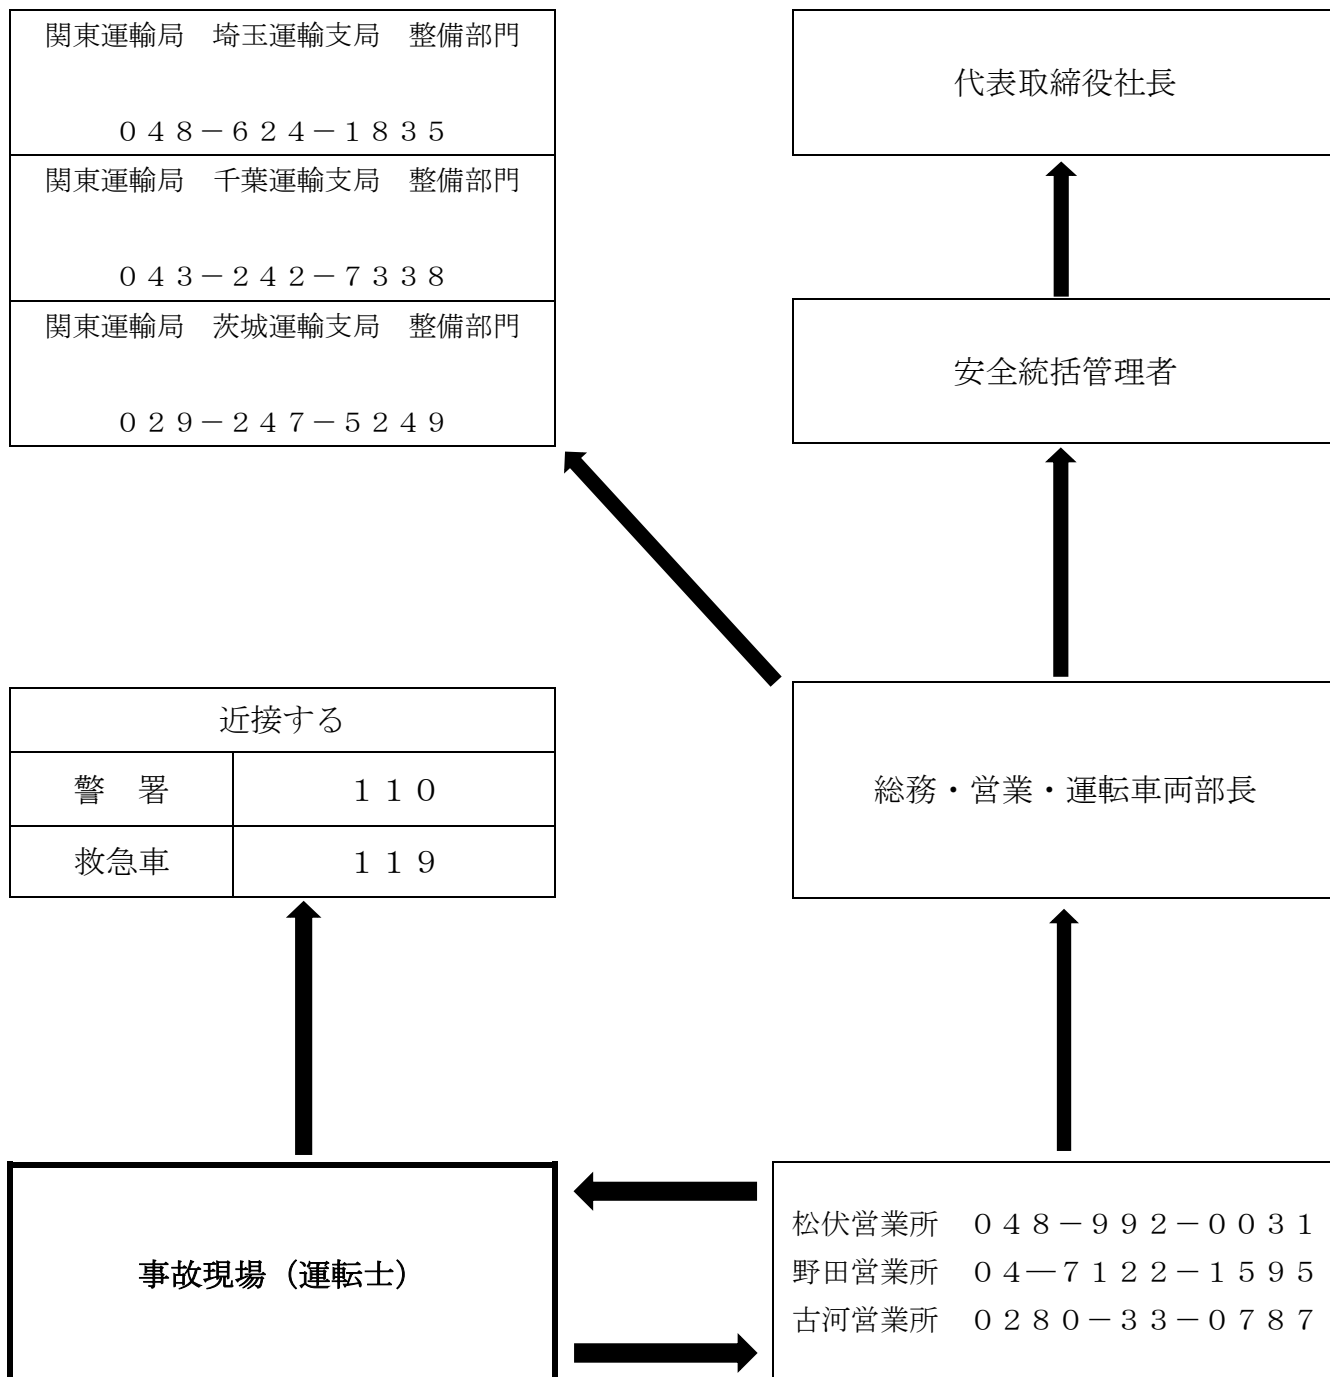 関東運輸局　埼玉運輸支局　整備部門
０４８－６２４－１８３５
関東運輸局　千葉運輸支局　整備部門
０４３－２４２－７３３８
関東運輸局　茨城運輸支局　整備部門
０２９－２４７－５２４９
代表取締役社長
安全統括管理者
総務・営業・運転車両部長
近接する
警　署　１１０
救急車　１１９
事故現場（運転士）
松伏営業所　０４８－９９２－００３１
野田営業所　０４―７１２２－１５９５
古河営業所　０２８０－３３－０７８７